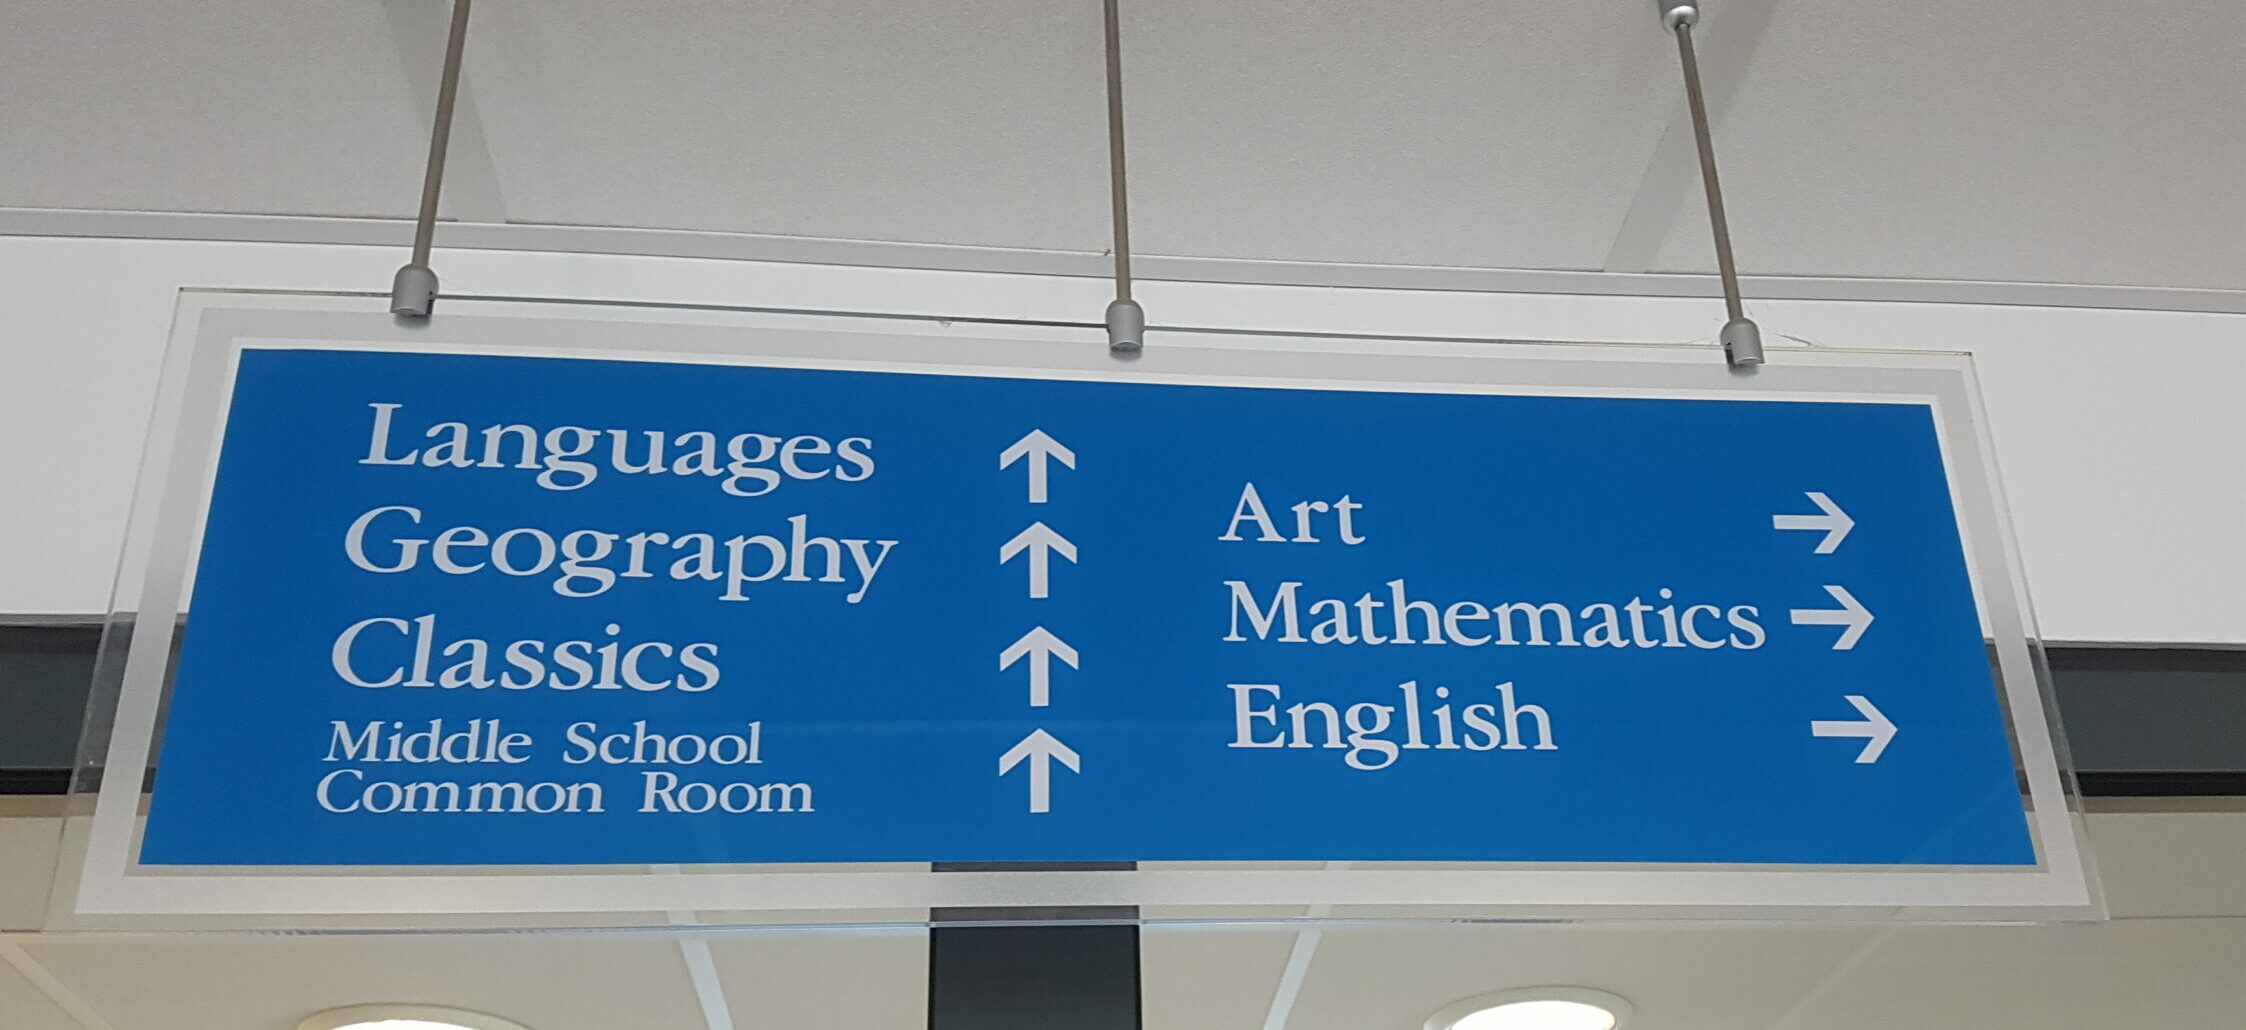 Languages ↑
Geography ↑
Classics ↑
Middle School
Common Room ↑
Art →
Mathematics →
English →